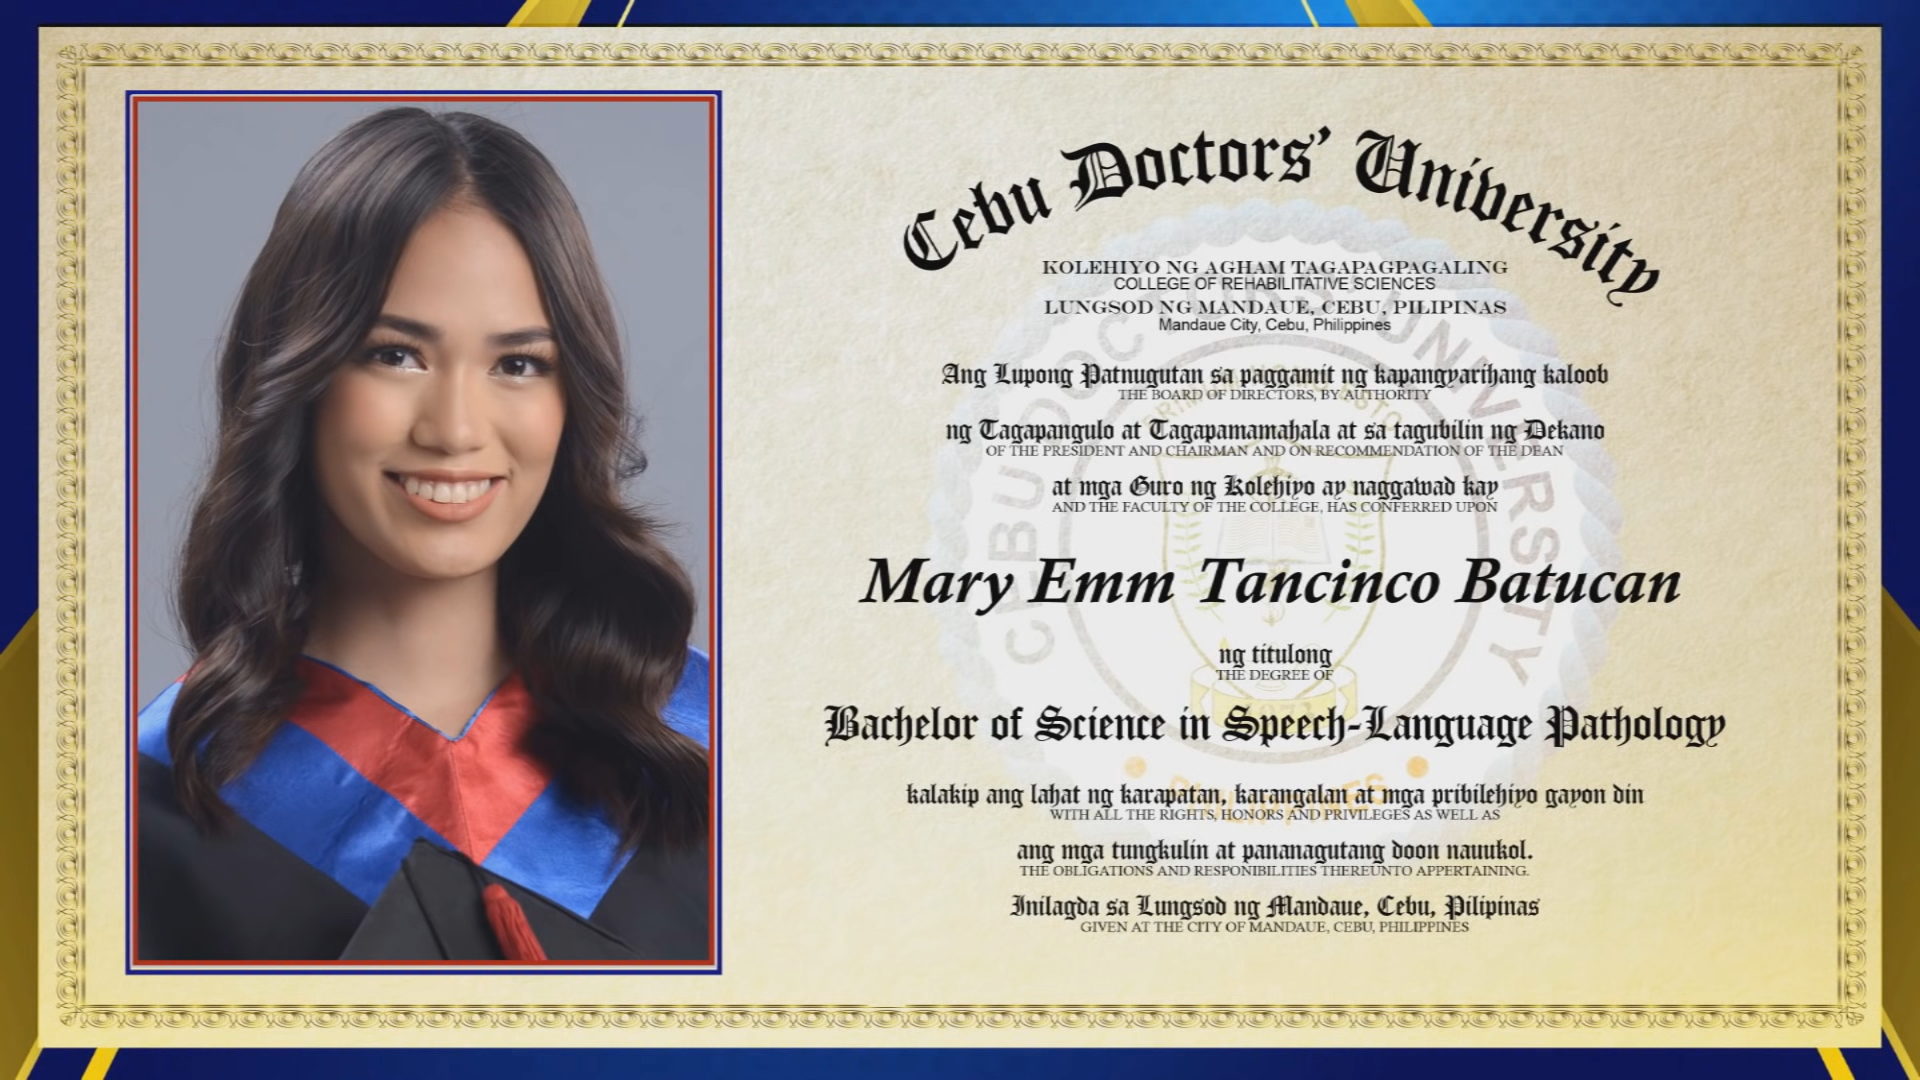 Cebu Doctors' University
KOLEHIYO NG AGHAM TAGAPAGPAGALING
COLLEGE OF REHABILITATIVE SCIENCES
LUNGSOD NG MANDAUE, CEBU, PILIPINAS
Mandaue City, Cebu, Philippines
Ang Lupong Patnugutan sa paggamit ng kapangyarihang kaloob
THE BOARD OF DIRECTORS, BY AUTHORITY
ng Tagapangulo at Tagapamamahala at sa tagubilin ng Dekano
OF THE PRESIDENT AND CHAIRMAN AND ON RECOMMENDATION OF THE DEAN
at mga Guro ng Kolehiyo ay naggawad kay
AND THE FACULTY OF THE COLLEGE, HAS CONFERRED UPON
Mary Emm Tancinco Batucan
ng titulong
THE DEGREE OF
Bachelor of Science in Speech-Language Pathology
kalakip ang lahat ng karapatan, karangalan at mga pribilehiyo gayon din
WITH ALL THE RIGHTS, HONORS AND PRIVILEGES AS WELL AS
ang mga tungkulin at pananagutang doon nauukol.
THE OBLIGATIONS AND RESPONIBILITIES THEREUNTO APPERTAINING.
Inilagda sa Lungsod ng Mandaue, Cebu, Pilipinas
GIVEN AT THE CITY OF MANDAUE, CEBU, PHILIPPINES
CEBU DOCTORS' UNIVERSITY
PHILIPPINES